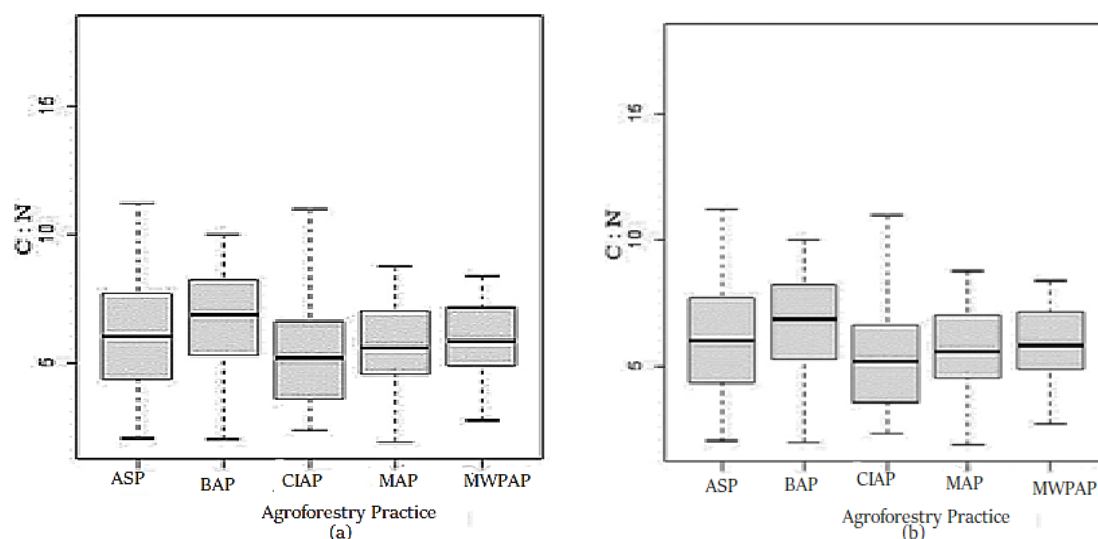 15
10
5
C:N
ASP BAP CIAP MAP MWPAP
Agroforestry Practice
(a)
15
10
5
C:N
ASP BAP CIAP MAP MWPAP
Agroforestry Practice
(b)